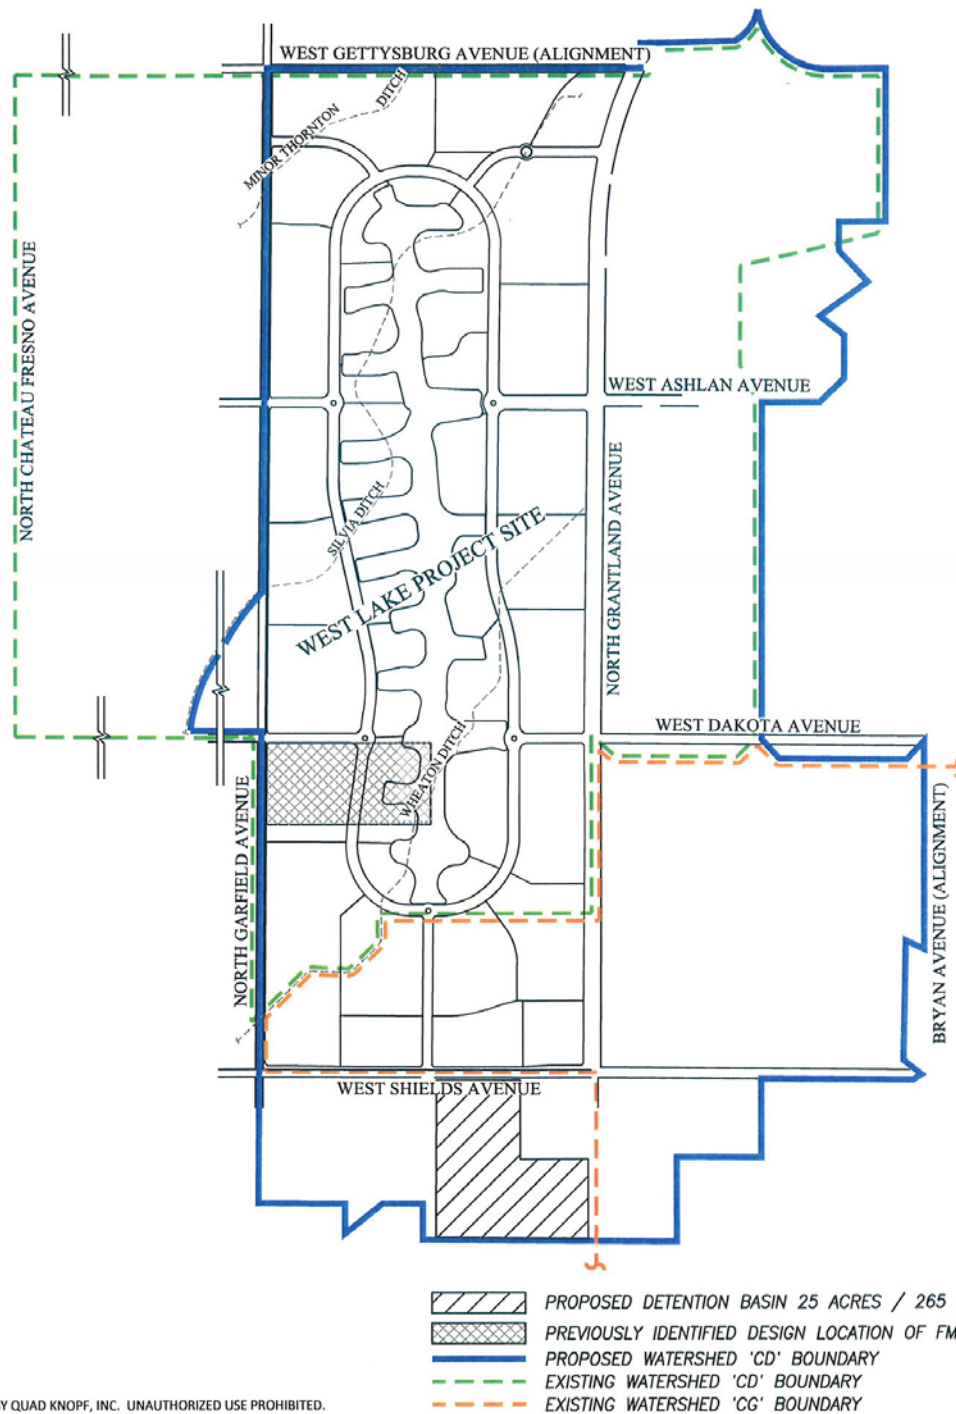 WEST GETTYSBURG AVENUE (ALIGNMENT)
MINOR THORNTON
DITCH
NORTH CHATEAU FRESNO AVENUE
WEST ASHLAN AVENUE
SILVIA DITCH
WEST LAKE PROJECT SITE
NORTH GRANTLAND AVENUE
WEST DAKOTA AVENUE
WHEATON DITCH
NORTH GARFIELD AVENUE
BRYAN AVENUE (ALIGNMENT)
WEST SHIELDS AVENUE
PROPOSED DETENTION BASIN 25 ACRES / 265
PREVIOUSLY IDENTIFIED DESIGN LOCATION OF FM
PROPOSED WATERSHED 'CD' BOUNDARY
EXISTING WATERSHED 'CD' BOUNDARY
EXISTING WATERSHED 'CG' BOUNDARY
BY QUAD KNOPF, INC. UNAUTHORIZED USE PROHIBITED.